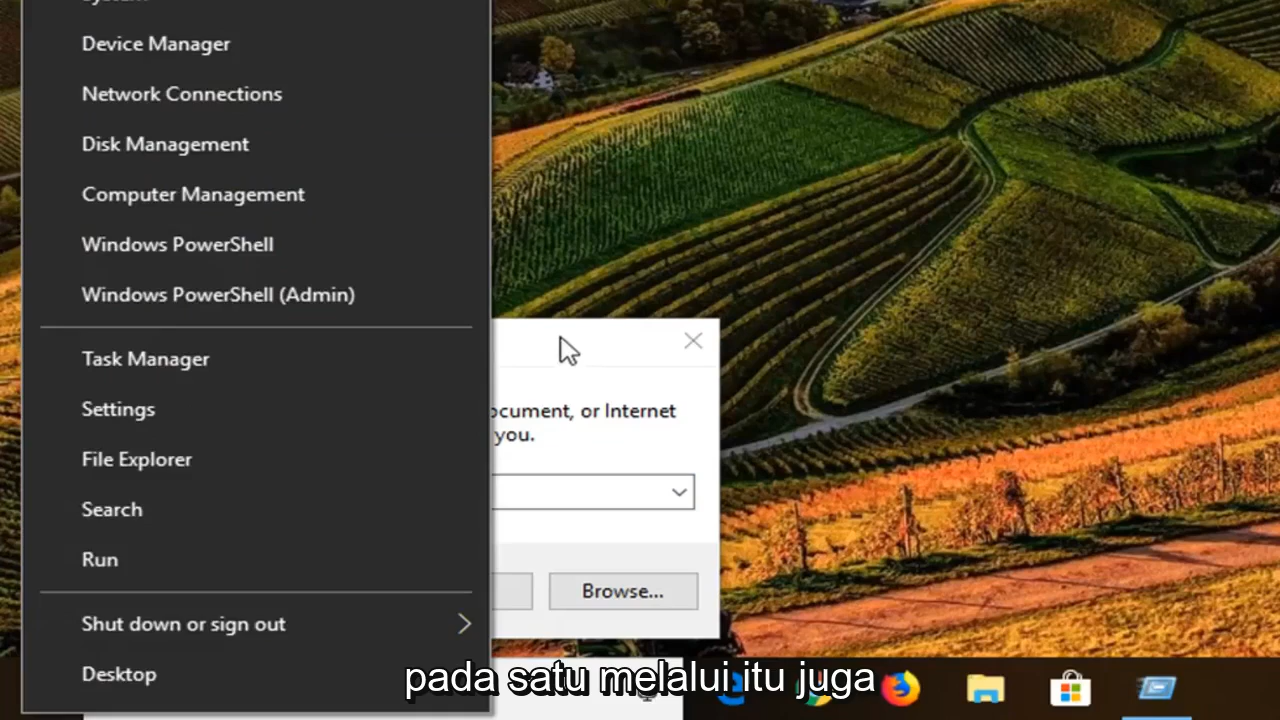 Device Manager
Network Connections
Disk Management
Computer Management
Windows PowerShell
Windows PowerShell (Admin)
Task Manager
Settings
File Explorer
Search
Run
Shut down or sign out
Desktop
ocument, or Internet
you.
Browse...
pada satu melalui itu juga